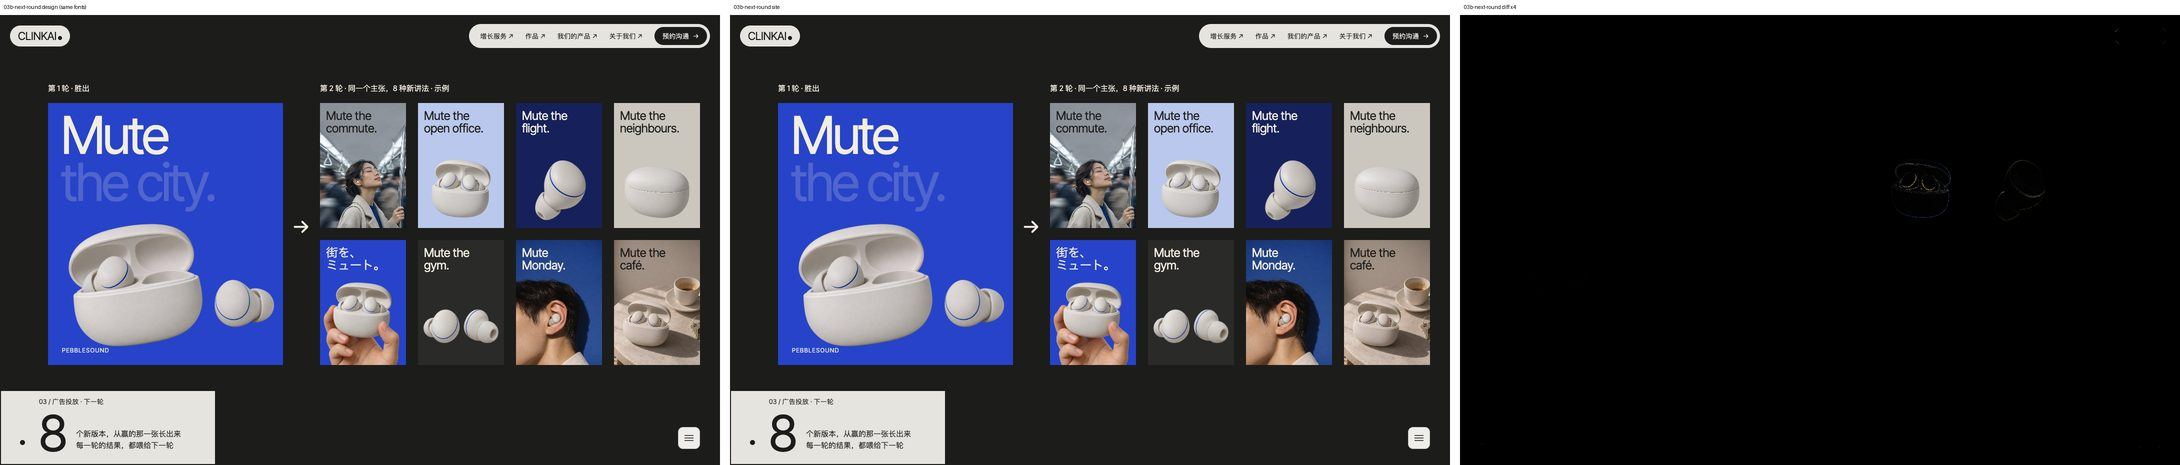 03b-next-round design (same fonts)
CLINKAI
增长服务 ↗ 作品 ↗ 我们的产品 ↗ 关于我们 ↗ 预约沟通 →
第 1 轮 · 胜出
Mute
the city.
PEBBLESOUND
第 2 轮 · 同一个主张，8 种新讲法 · 示例
Mute the
commute.
Mute the
open office.
Mute the
flight.
Mute the
neighbours.
街を、
ミュート。
Mute the
gym.
Mute
Monday.
Mute the
café.
03 / 广告投放 · 下一轮
8
个新版本，从赢的那一张长出来
每一轮的结果，都喂给下一轮
03b-next-round site
CLINKAI
增长服务 ↗ 作品 ↗ 我们的产品 ↗ 关于我们 ↗ 预约沟通 →
第 1 轮 · 胜出
Mute
the city.
PEBBLESOUND
第 2 轮 · 同一个主张，8 种新讲法 · 示例
Mute the
commute.
Mute the
open office.
Mute the
flight.
Mute the
neighbours.
街を、
ミュート。
Mute the
gym.
Mute
Monday.
Mute the
café.
03 / 广告投放 · 下一轮
8
个新版本，从赢的那一张长出来
每一轮的结果，都喂给下一轮
03b-next-round diff x4